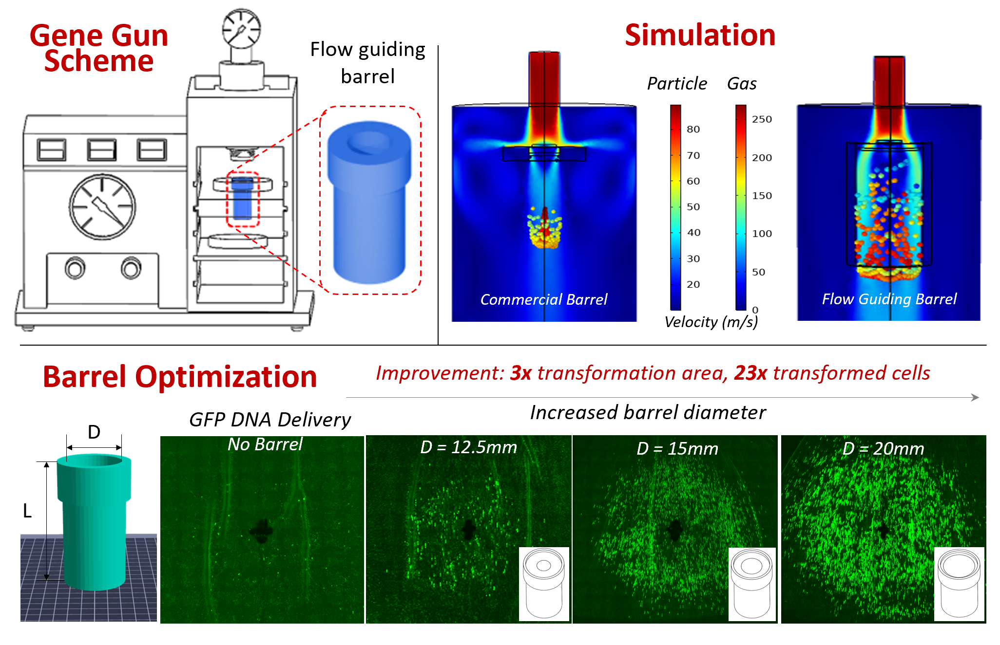 Gene Gun
Scheme
Flow guiding
barrel
Simulation
Particle
Gas
80
70
60
50
40
30
20
250
200
150
100
50
0
Velocity (m/s)
Commercial Barrel
Flow Guiding Barrel
Barrel Optimization
Improvement: 3x transformation area, 23x transformed cells
Increased barrel diameter
GFP DNA Delivery
D
L
No Barrel
D = 12.5mm
D = 15mm
D = 20mm